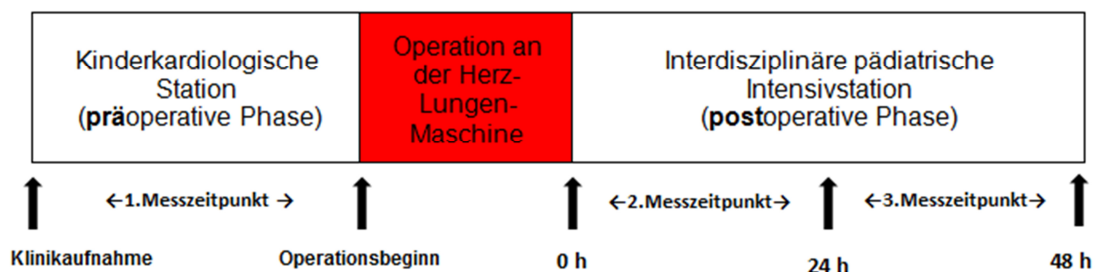 Kinderkardiologische
Station
(präoperative Phase)
Operation an
der Herz-
Lungen-
Maschine
Interdisziplinäre pädiatrische
Intensivstation
(postoperative Phase)
←1.Messzeitpunkt →
←2.Messzeitpunkt→
←3.Messzeitpunkt→
Klinikaufnahme
Operationsbeginn
0 h
24 h
48 h